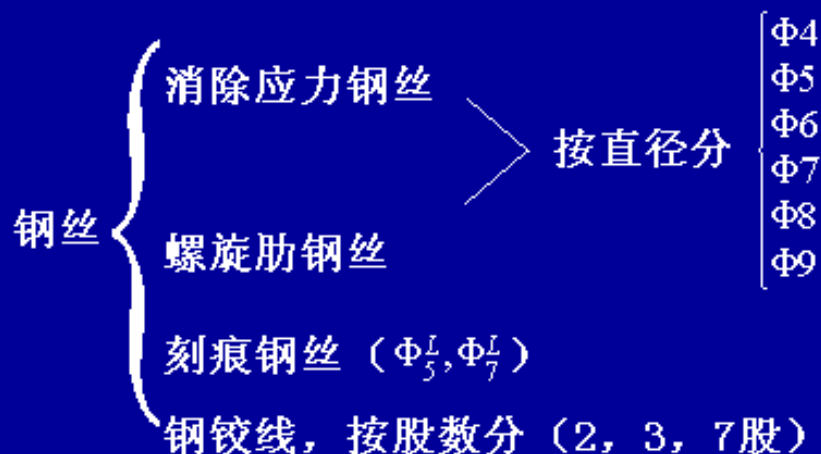 钢丝
消除应力钢丝
螺旋肋钢丝
按直径分
Φ4
Φ5
Φ6
Φ7
Φ8
Φ9
刻痕钢丝（Φ₅ᴵ,Φ₇ᴵ）
钢铰线，按股数分（2，3，7股）